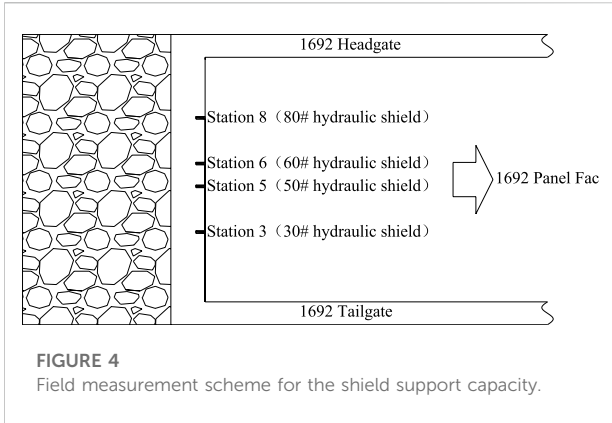 1692 Headgate
Station 8（80# hydraulic shield）
Station 6（60# hydraulic shield）
Station 5（50# hydraulic shield）
1692 Panel Fac
Station 3（30# hydraulic shield）
1692 Tailgate
FIGURE 4
Field measurement scheme for the shield support capacity.